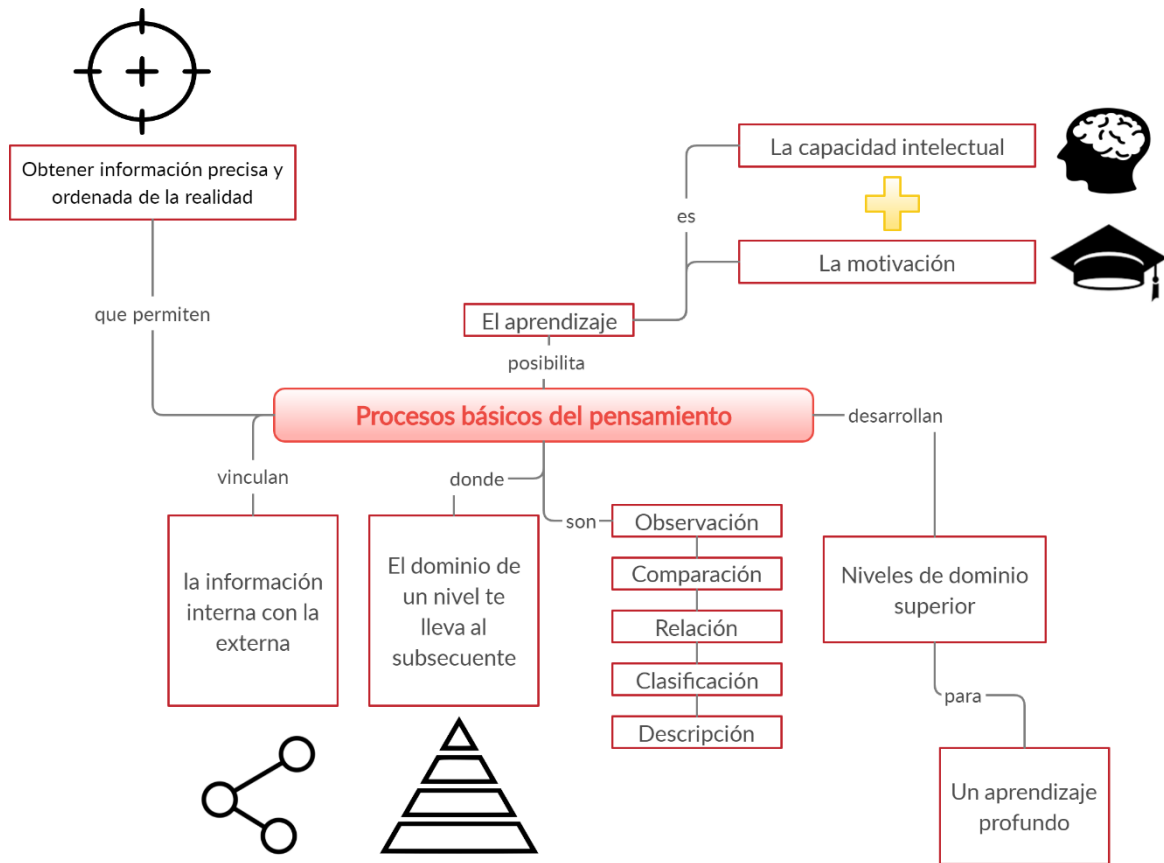 Obtener información precisa y
ordenada de la realidad
que permiten
La capacidad intelectual
es
La motivación
El aprendizaje
posibilita
Procesos básicos del pensamiento
desarrollan
vinculan
la información
interna con la
externa
donde
El dominio de
un nivel te
lleva al
subsecuente
son
Observación
Comparación
Relación
Clasificación
Descripción
Niveles de dominio
superior
para
Un aprendizaje
profundo